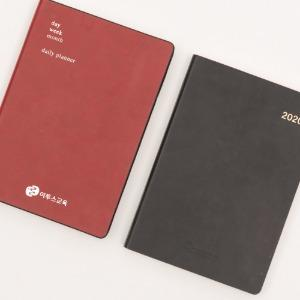 day
week
month
daily planner
이투스교육
2020